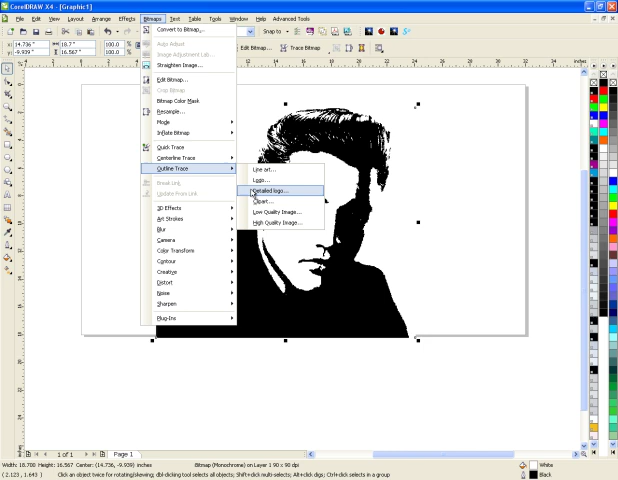 CorelDRAW X4 - [Graphic1]
File Edit View Layout Arrange Effects Bitmaps Text Table Tools Window Help Advanced Tools
Snap to
x: 14.736 " 18.7 " 100.0 %
y: -9.939 " 16.567 " 100.0 %
Edit Bitmap... Trace Bitmap
inches
Convert to Bitmap...
Auto Adjust
Image Adjustment Lab...
Straighten Image...
Edit Bitmap...
Crop Bitmap
Bitmap Color Mask
Resample...
Mode
Inflate Bitmap
Quick Trace
Centerline Trace
Outline Trace
Break Link
Update From Link
3D Effects
Art Strokes
Blur
Camera
Color Transform
Contour
Creative
Distort
Noise
Sharpen
Plug-Ins
Line art...
Logo...
Detailed logo...
Clipart...
Low Quality Image...
High Quality Image...
1 of 1 Page 1
Width: 18.700 Height: 16.567 Center: (14.736, -9.939) inches Bitmap (Monochrome) on Layer 1 90 x 90 dpi White
( 2.123 , 1.643 ) Click an object twice for rotating/skewing; dbl-clicking tool selects all objects; Shift+click multi-selects; Alt+click digs; Ctrl+click selects in a group Black